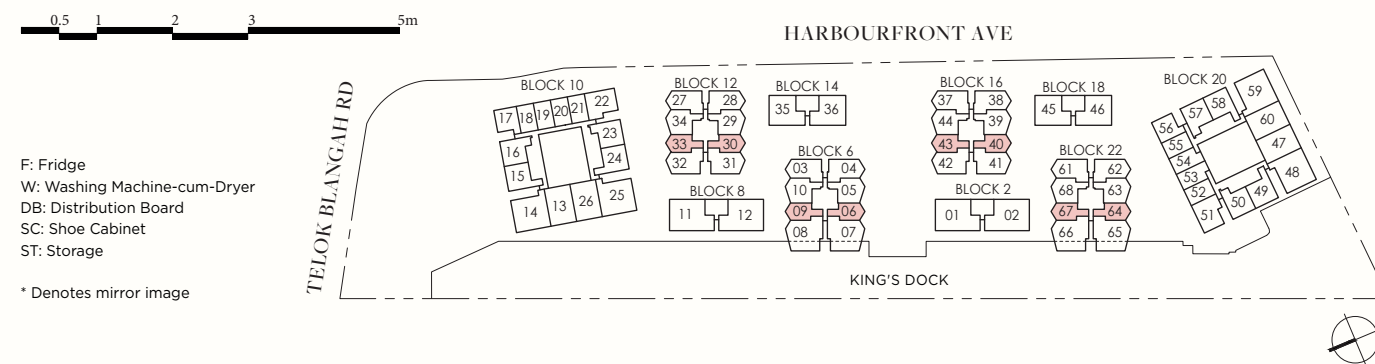 0.5 1 2 3 5m
HARBOURFRONT AVE
TELOK BLANGAH RD
F: Fridge
W: Washing Machine-cum-Dryer
DB: Distribution Board
SC: Shoe Cabinet
ST: Storage
* Denotes mirror image
BLOCK 10
17 18 19 20 21 22
16 23
15 24
14 13 26 25
BLOCK 12
27 28
34 29
33 30
32 31
BLOCK 14
35 36
BLOCK 8
11 12
BLOCK 6
03 04
10 05
09 06
08 07
BLOCK 16
37 38
44 39
43 40
42 41
BLOCK 18
45 46
BLOCK 2
01 02
BLOCK 22
61 62
68 63
67 64
66 65
BLOCK 20
59
58
57 60
56
55 47
54
53 48
52 49
51 50
KING'S DOCK